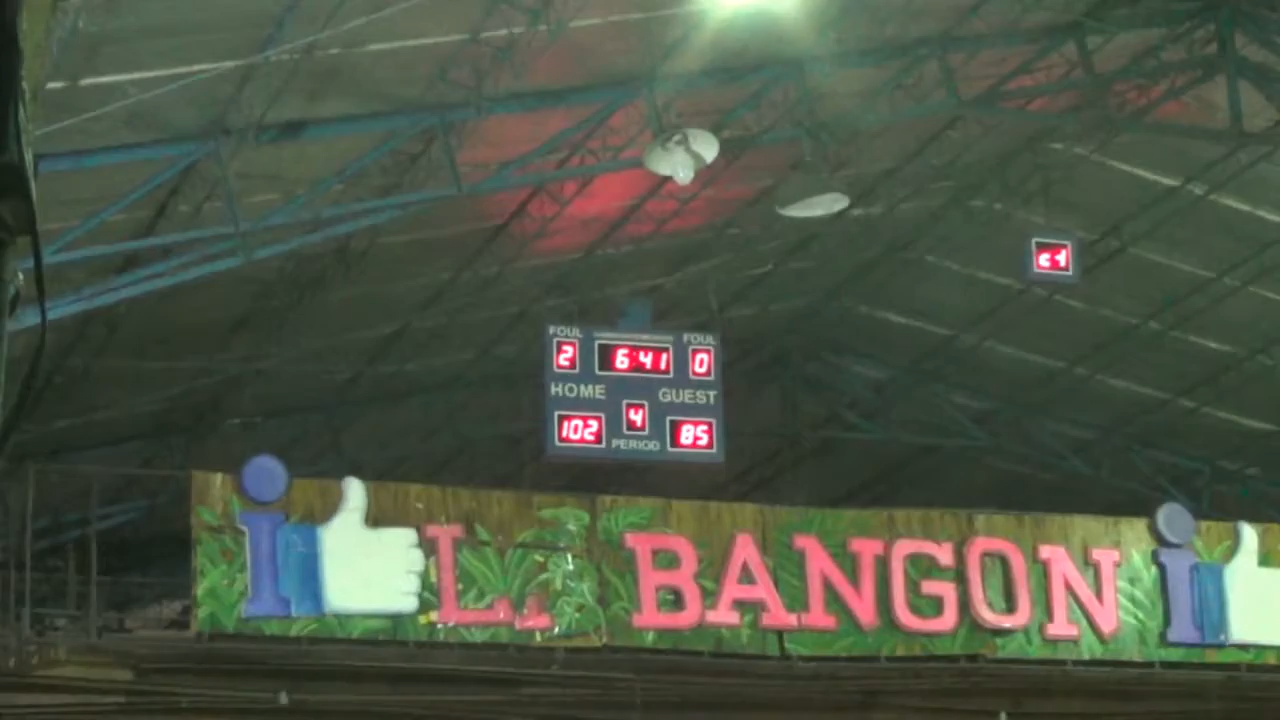 FOUL FOUL
2 6:41 0
HOME GUEST
4
102 85
PERIOD
i BANGON i